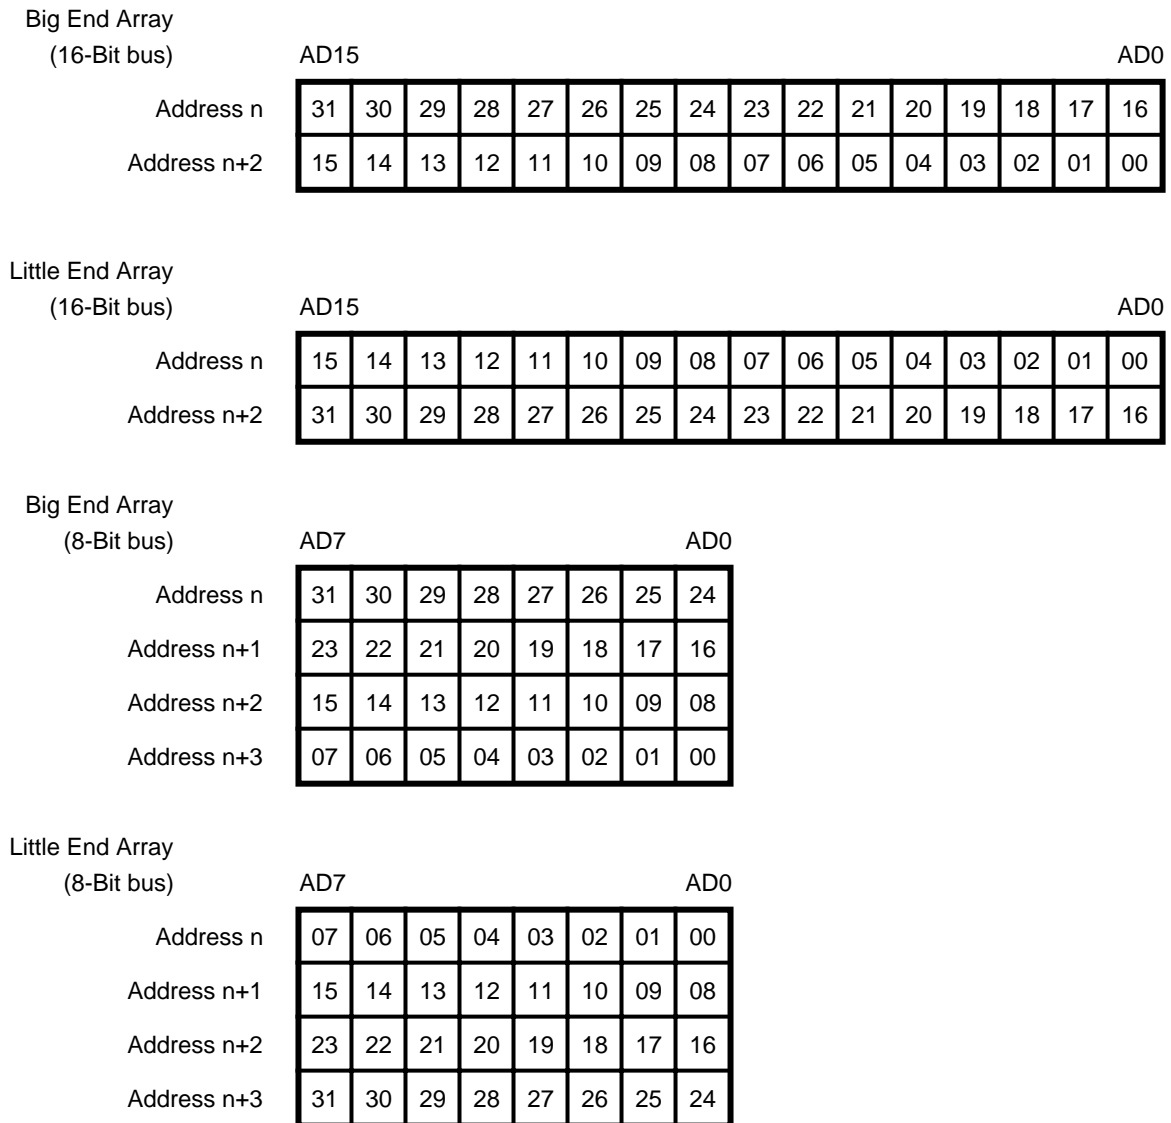 Big End Array
(16-Bit bus) AD15 AD0
Address n 31 30 29 28 27 26 25 24 23 22 21 20 19 18 17 16
Address n+2 15 14 13 12 11 10 09 08 07 06 05 04 03 02 01 00
Little End Array
(16-Bit bus) AD15 AD0
Address n 15 14 13 12 11 10 09 08 07 06 05 04 03 02 01 00
Address n+2 31 30 29 28 27 26 25 24 23 22 21 20 19 18 17 16
Big End Array
(8-Bit bus) AD7 AD0
Address n 31 30 29 28 27 26 25 24
Address n+1 23 22 21 20 19 18 17 16
Address n+2 15 14 13 12 11 10 09 08
Address n+3 07 06 05 04 03 02 01 00
Little End Array
(8-Bit bus) AD7 AD0
Address n 07 06 05 04 03 02 01 00
Address n+1 15 14 13 12 11 10 09 08
Address n+2 23 22 21 20 19 18 17 16
Address n+3 31 30 29 28 27 26 25 24